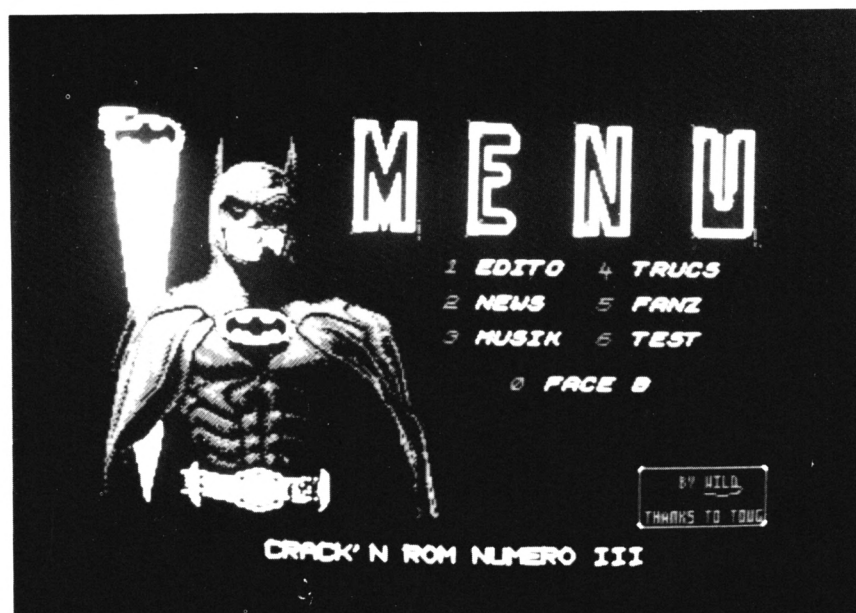 MENU
1 EDITO 4 TRUCS
2 NEWS 5 FANZ
3 MUSIK 6 TEST
0 FACE B
BY WILD
THANKS TO TOUG
CRACK'N ROM NUMERO III